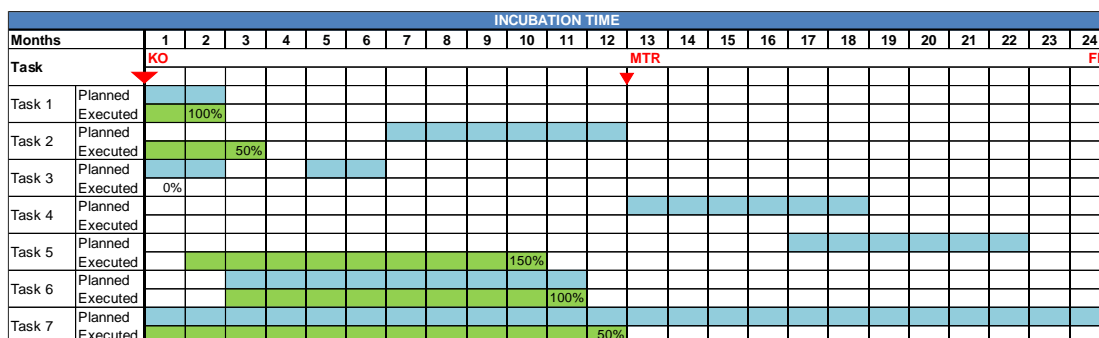 INCUBATION TIME
Months 1 2 3 4 5 6 7 8 9 10 11 12 13 14 15 16 17 18 19 20 21 22 23 24
KO MTR
Task
Task 1 Planned
Executed 100%
Task 2 Planned
Executed 50%
Task 3 Planned
Executed 0%
Task 4 Planned
Executed
Task 5 Planned
Executed 150%
Task 6 Planned
Executed 100%
Task 7 Planned
Executed 50%